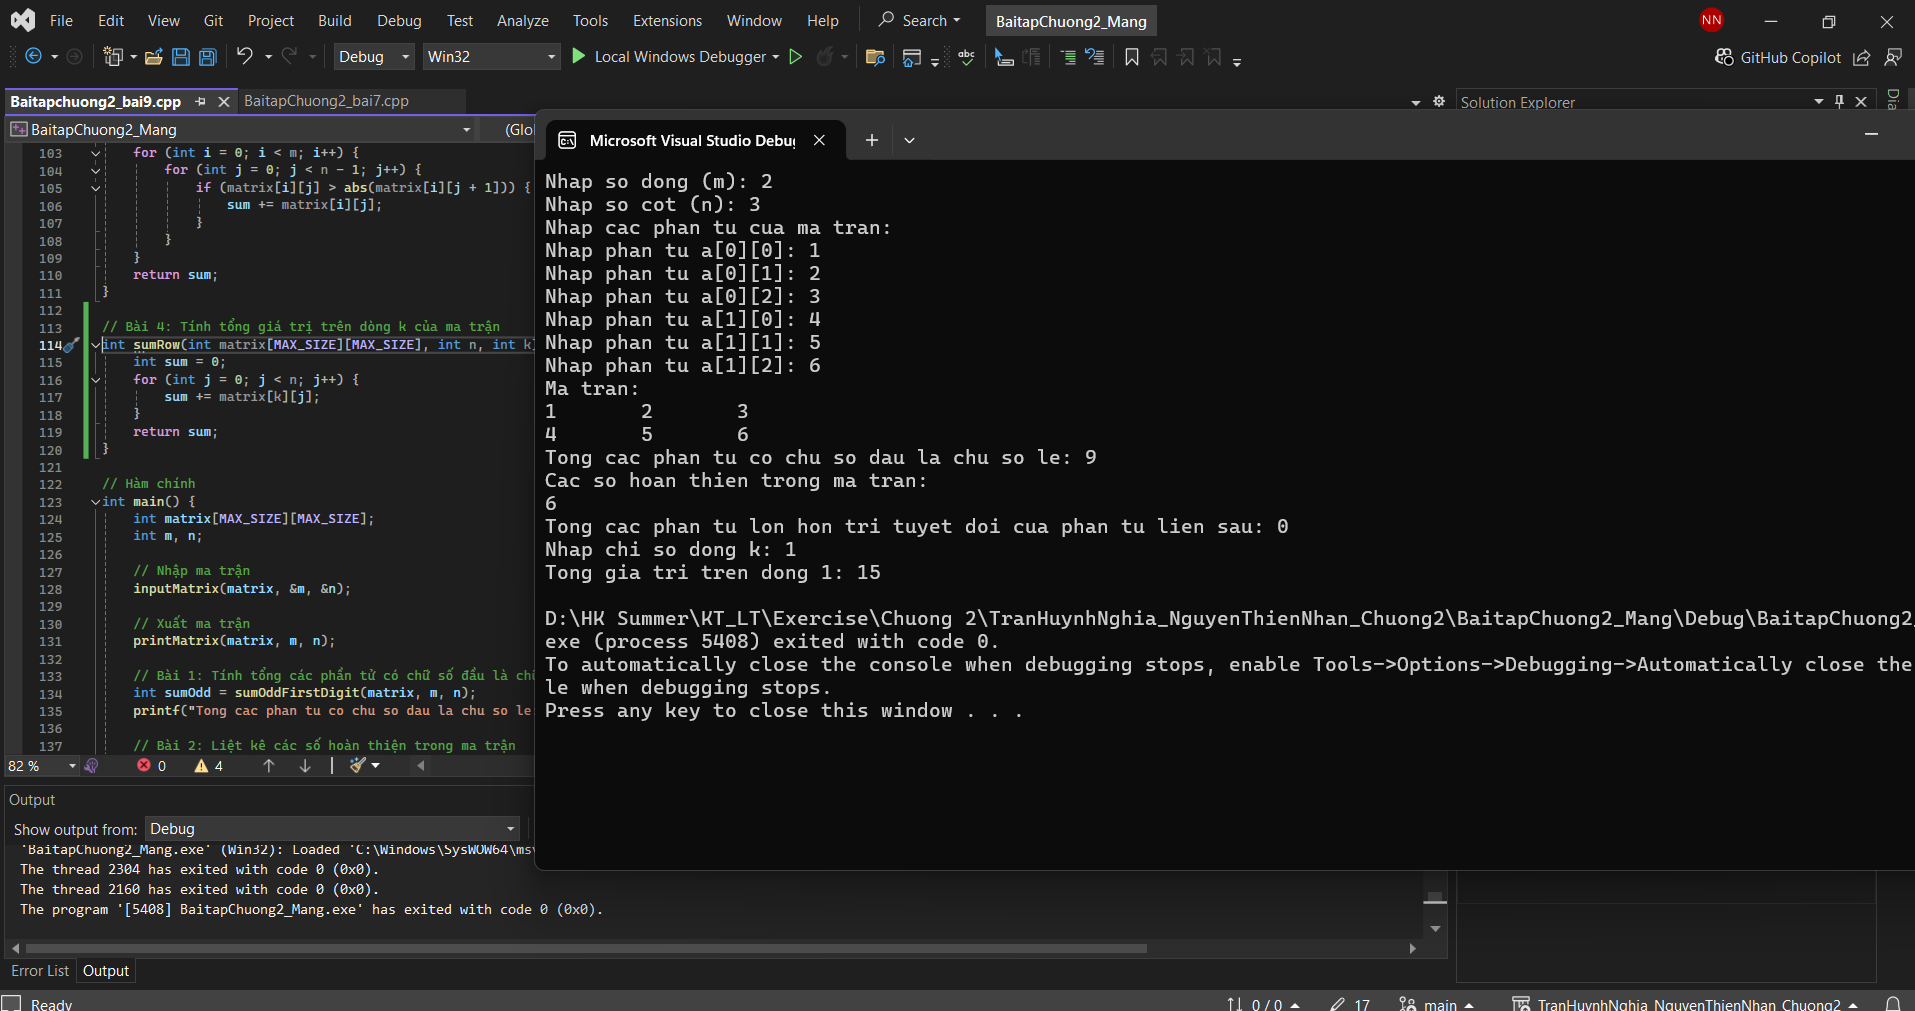 File Edit View Git Project Build Debug Test Analyze Tools Extensions Window Help Search BaitapChuong2_Mang NN
Debug Win32 Local Windows Debugger abc GitHub Copilot
Baitapchuong2_bai9.cpp BaitapChuong2_bai7.cpp
Solution Explorer
BaitapChuong2_Mang (Glo
103 for (int i = 0; i < m; i++) {
104 for (int j = 0; j < n - 1; j++) {
105 if (matrix[i][j] > abs(matrix[i][j + 1])) {
106 sum += matrix[i][j];
107 }
108 }
109 }
110 return sum;
111 }
112
113 // Bài 4: Tính tổng giá trị trên dòng k của ma trận
114 int sumRow(int matrix[MAX_SIZE][MAX_SIZE], int n, int k)
115 int sum = 0;
116 for (int j = 0; j < n; j++) {
117 sum += matrix[k][j];
118 }
119 return sum;
120 }
121
122 // Hàm chính
123 int main() {
124 int matrix[MAX_SIZE][MAX_SIZE];
125 int m, n;
126
127 // Nhập ma trận
128 inputMatrix(matrix, &m, &n);
129
130 // Xuất ma trận
131 printMatrix(matrix, m, n);
132
133 // Bài 1: Tính tổng các phần tử có chữ số đầu là chữ
134 int sumOdd = sumOddFirstDigit(matrix, m, n);
135 printf("Tong cac phan tu co chu so dau la chu so le:
136
137 // Bài 2: Liệt kê các số hoàn thiện trong ma trận
82 % 0 4
Microsoft Visual Studio Debu
Nhap so dong (m): 2
Nhap so cot (n): 3
Nhap cac phan tu cua ma tran:
Nhap phan tu a[0][0]: 1
Nhap phan tu a[0][1]: 2
Nhap phan tu a[0][2]: 3
Nhap phan tu a[1][0]: 4
Nhap phan tu a[1][1]: 5
Nhap phan tu a[1][2]: 6
Ma tran:
1 2 3
4 5 6
Tong cac phan tu co chu so dau la chu so le: 9
Cac so hoan thien trong ma tran:
6
Tong cac phan tu lon hon tri tuyet doi cua phan tu lien sau: 0
Nhap chi so dong k: 1
Tong gia tri tren dong 1: 15
D:\HK Summer\KT_LT\Exercise\Chuong 2\TranHuynhNghia_NguyenThienNhan_Chuong2\BaitapChuong2_Mang\Debug\BaitapChuong2_
exe (process 5408) exited with code 0.
To automatically close the console when debugging stops, enable Tools->Options->Debugging->Automatically close the
le when debugging stops.
Press any key to close this window . . .
Output
Show output from: Debug
'BaitapChuong2_Mang.exe' (Win32): Loaded 'C:\Windows\SysWOW64\ms
The thread 2304 has exited with code 0 (0x0).
The thread 2160 has exited with code 0 (0x0).
The program '[5408] BaitapChuong2_Mang.exe' has exited with code 0 (0x0).
Error List Output
Ready 0 / 0 17 main TranHuynhNghia_NguyenThienNhan_Chuong2